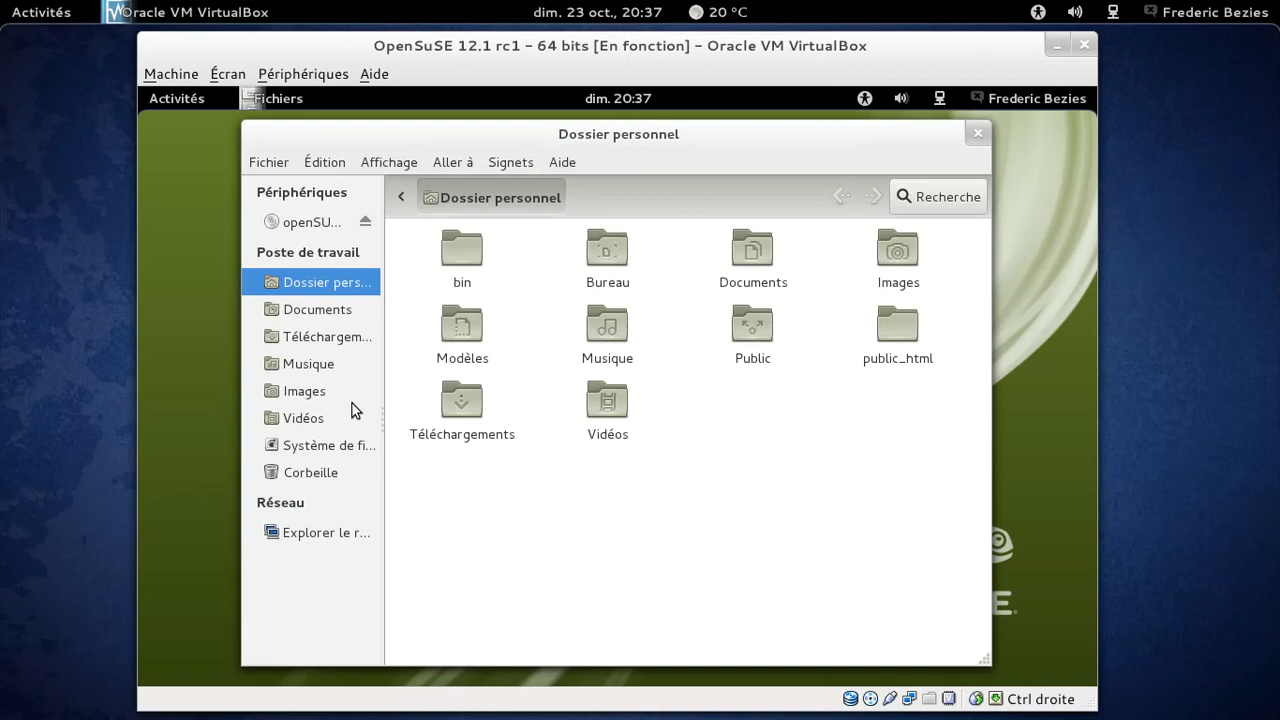 Activités Oracle VM VirtualBox dim. 23 oct., 20:37 20 °C Frederic Bezies
OpenSuSE 12.1 rc1 - 64 bits [En fonction] - Oracle VM VirtualBox
Machine Écran Périphériques Aide
Activités Fichiers dim. 20:37 Frederic Bezies
Dossier personnel
Fichier Édition Affichage Aller à Signets Aide
Périphériques
openSU...
Poste de travail
Dossier pers...
Documents
Téléchargem...
Musique
Images
Vidéos
Système de fi...
Corbeille
Réseau
Explorer le r...
Dossier personnel Recherche
bin Bureau Documents Images
Modèles Musique Public public_html
Téléchargements Vidéos
E.
Ctrl droite